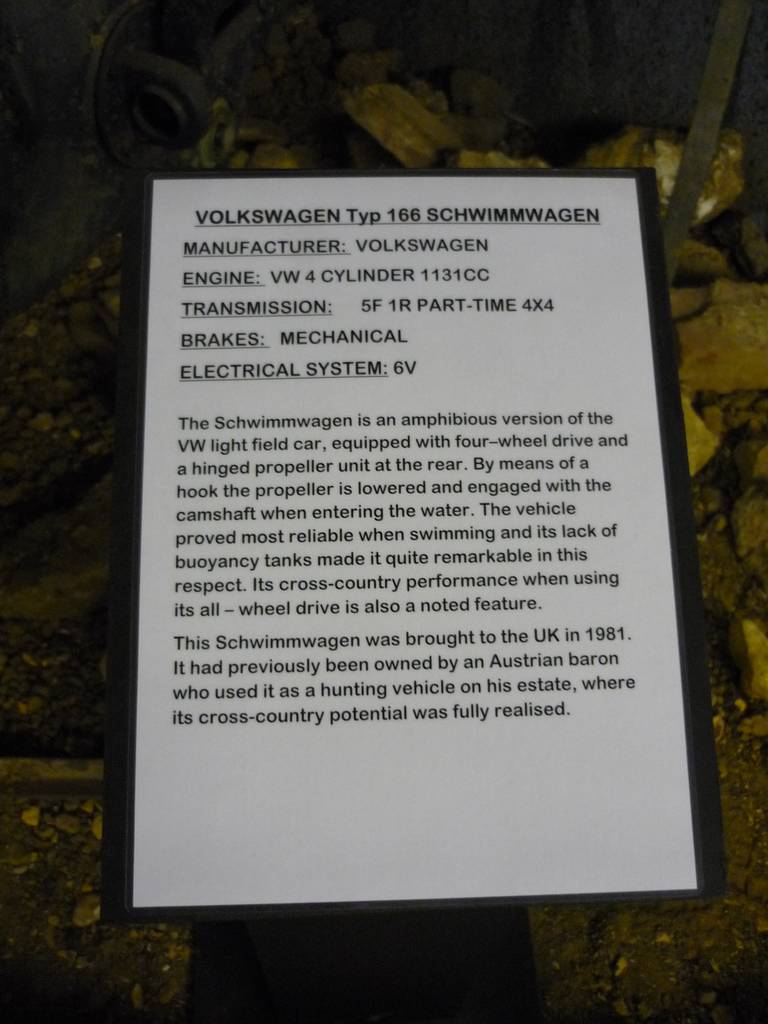 VOLKSWAGEN Typ 166 SCHWIMMWAGEN
MANUFACTURER: VOLKSWAGEN
ENGINE: VW 4 CYLINDER 1131CC
TRANSMISSION: 5F 1R PART-TIME 4X4
BRAKES: MECHANICAL
ELECTRICAL SYSTEM: 6V
The Schwimmwagen is an amphibious version of the
VW light field car, equipped with four–wheel drive and
a hinged propeller unit at the rear. By means of a
hook the propeller is lowered and engaged with the
camshaft when entering the water. The vehicle
proved most reliable when swimming and its lack of
buoyancy tanks made it quite remarkable in this
respect. Its cross-country performance when using
its all – wheel drive is also a noted feature.
This Schwimmwagen was brought to the UK in 1981.
It had previously been owned by an Austrian baron
who used it as a hunting vehicle on his estate, where
its cross-country potential was fully realised.